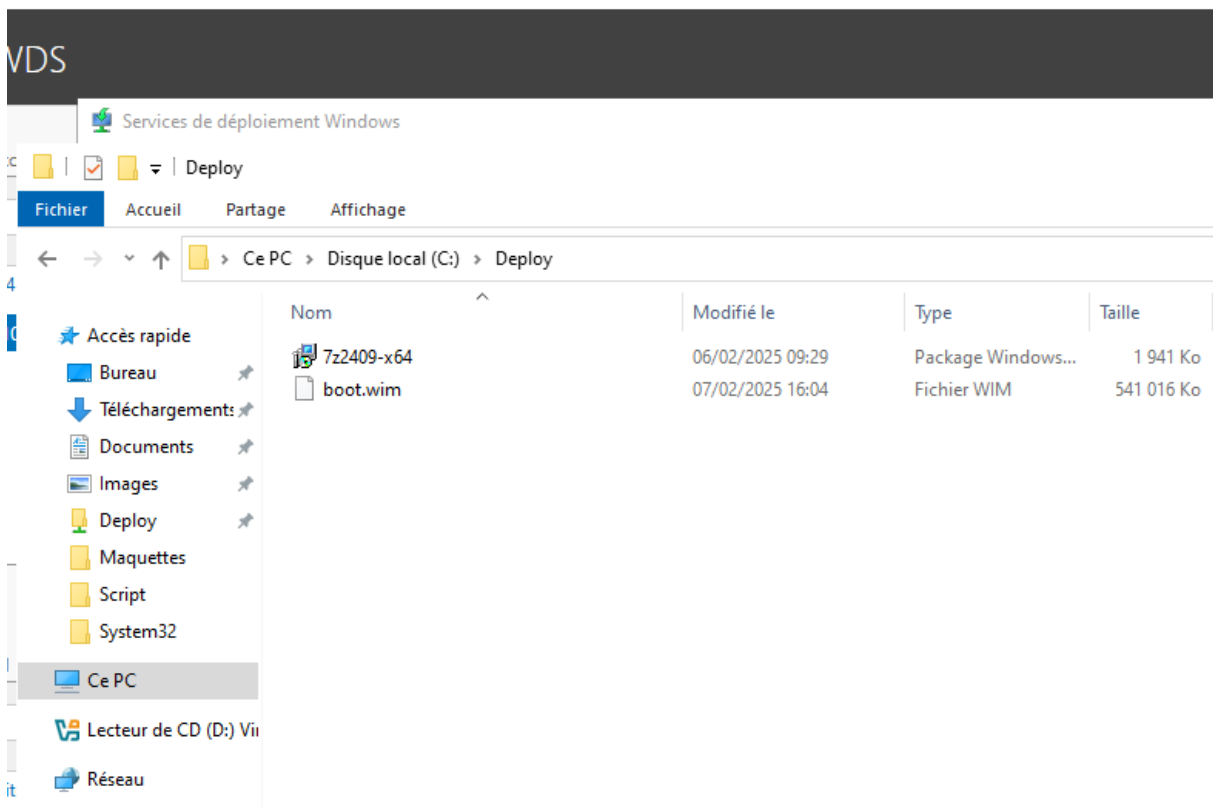 WDS
Services de déploiement Windows
Deploy
Fichier Accueil Partage Affichage
Ce PC > Disque local (C:) > Deploy
Nom Modifié le Type Taille
Accès rapide
7z2409-x64 06/02/2025 09:29 Package Windows... 1 941 Ko
Bureau
boot.wim 07/02/2025 16:04 Fichier WIM 541 016 Ko
Téléchargements
Documents
Images
Deploy
Maquettes
Script
System32
Ce PC
Lecteur de CD (D:) Vir
Réseau